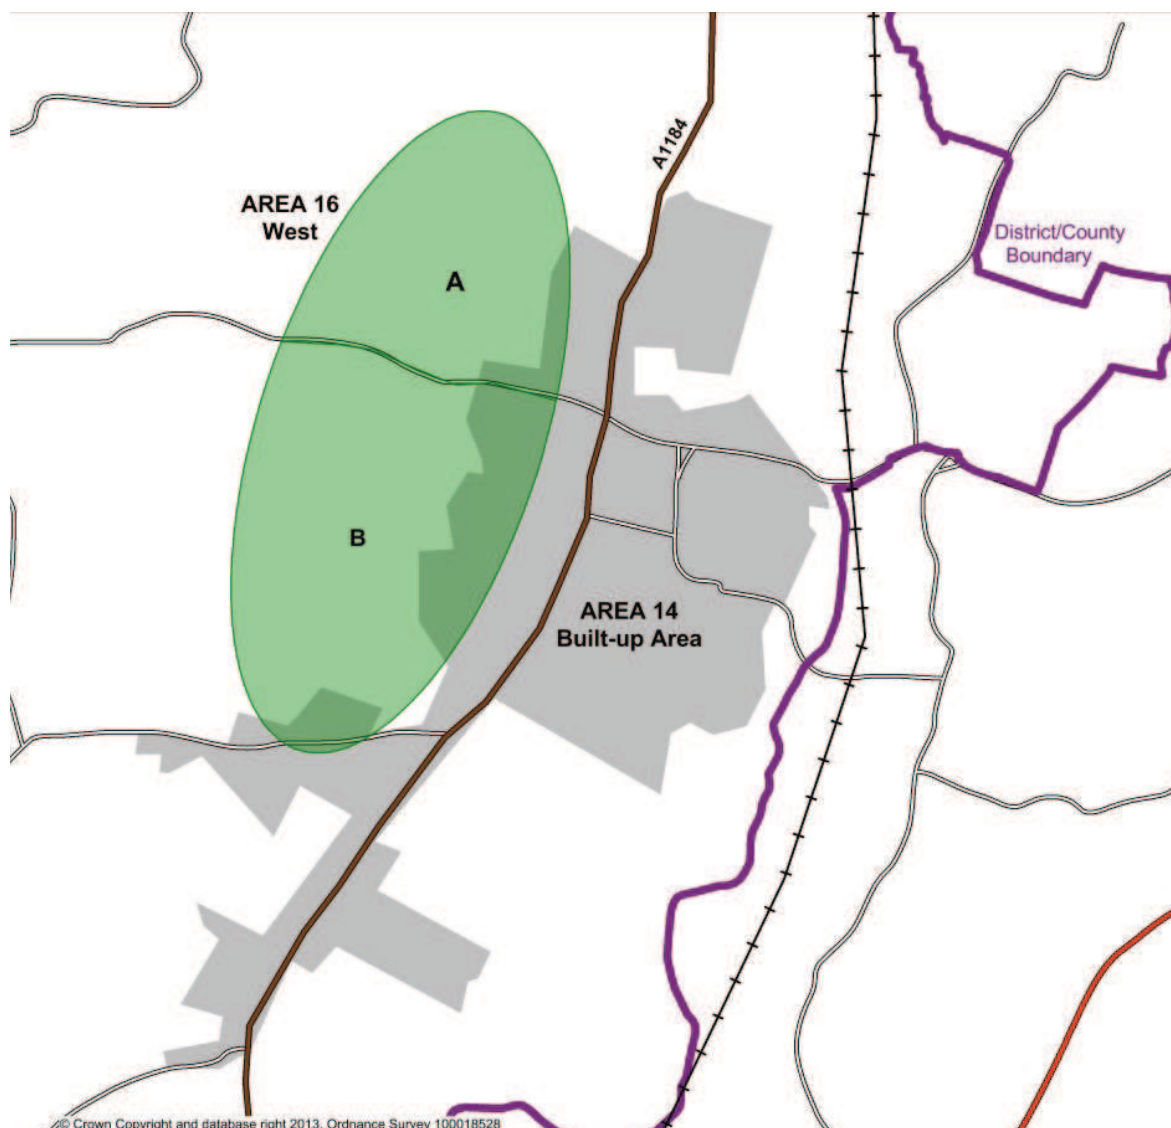 A1184
AREA 16
West
District/County
Boundary
A
B
AREA 14
Built-up Area
© Crown Copyright and database right 2013. Ordnance Survey 100018528